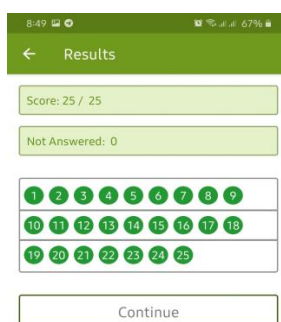 8:49 67%
Results
Score: 25 / 25
Not Answered: 0
1 2 3 4 5 6 7 8 9
10 11 12 13 14 15 16 17 18
19 20 21 22 23 24 25
Continue